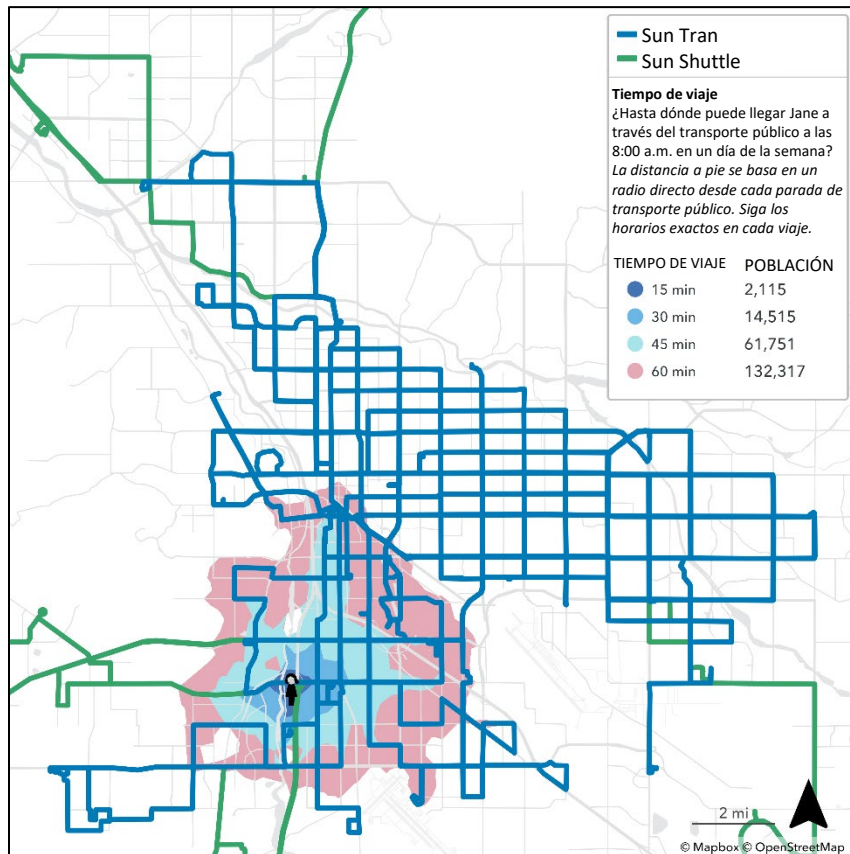 Sun Tran
Sun Shuttle
Tiempo de viaje
¿Hasta dónde puede llegar Jane a
través del transporte público a las
8:00 a.m. en un día de la semana?
La distancia a pie se basa en un
radio directo desde cada parada de
transporte público. Siga los
horarios exactos en cada viaje.
TIEMPO DE VIAJE POBLACIÓN
15 min 2,115
30 min 14,515
45 min 61,751
60 min 132,317
2 mi
© Mapbox © OpenStreetMap